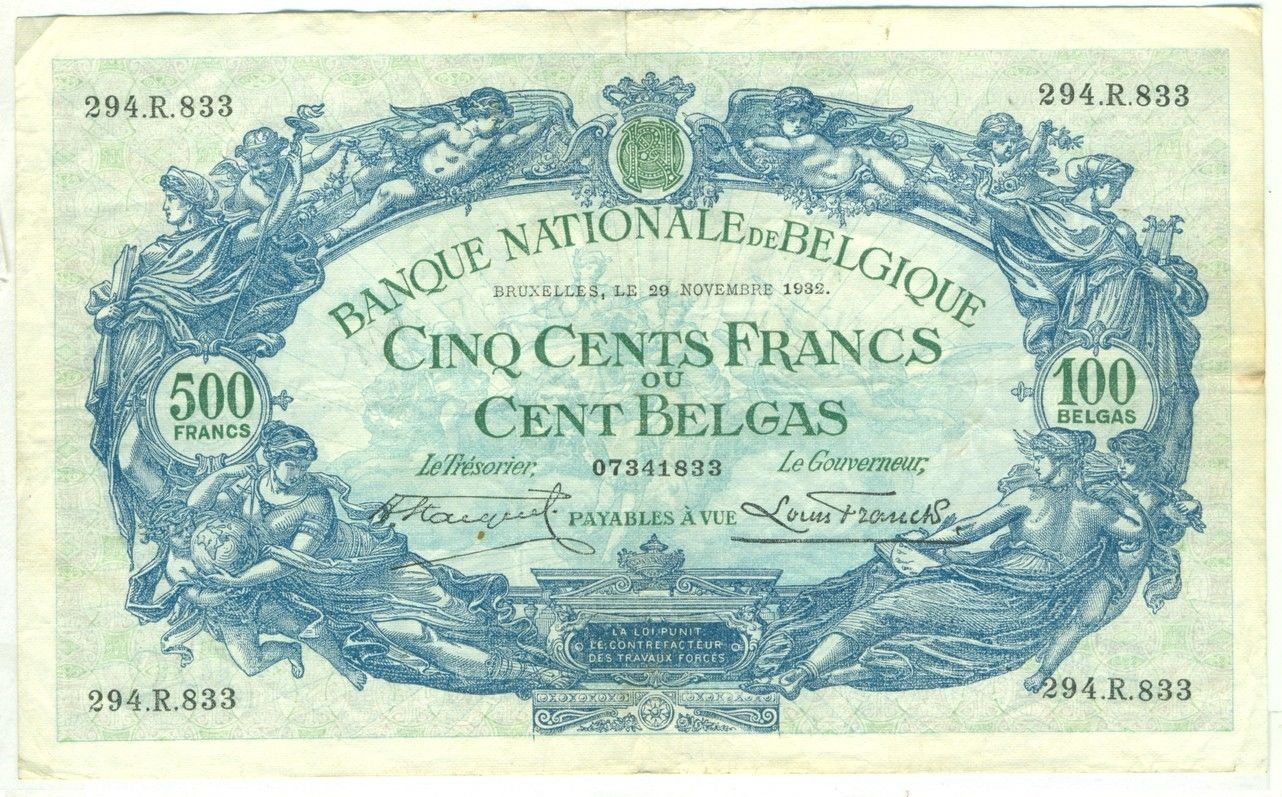 294.R.833 294.R.833
BANQUE NATIONALE DE BELGIQUE
BRUXELLES, LE 29 NOVEMBRE 1932.
CINQ CENTS FRANCS
OU
CENT BELGAS
500
FRANCS
100
BELGAS
Le Trésorier, 07341833 Le Gouverneur,
PAYABLES À VUE Louis Franck
LA LOI PUNIT
LE CONTREFACTEUR
DES TRAVAUX FORCÉS
294.R.833 294.R.833